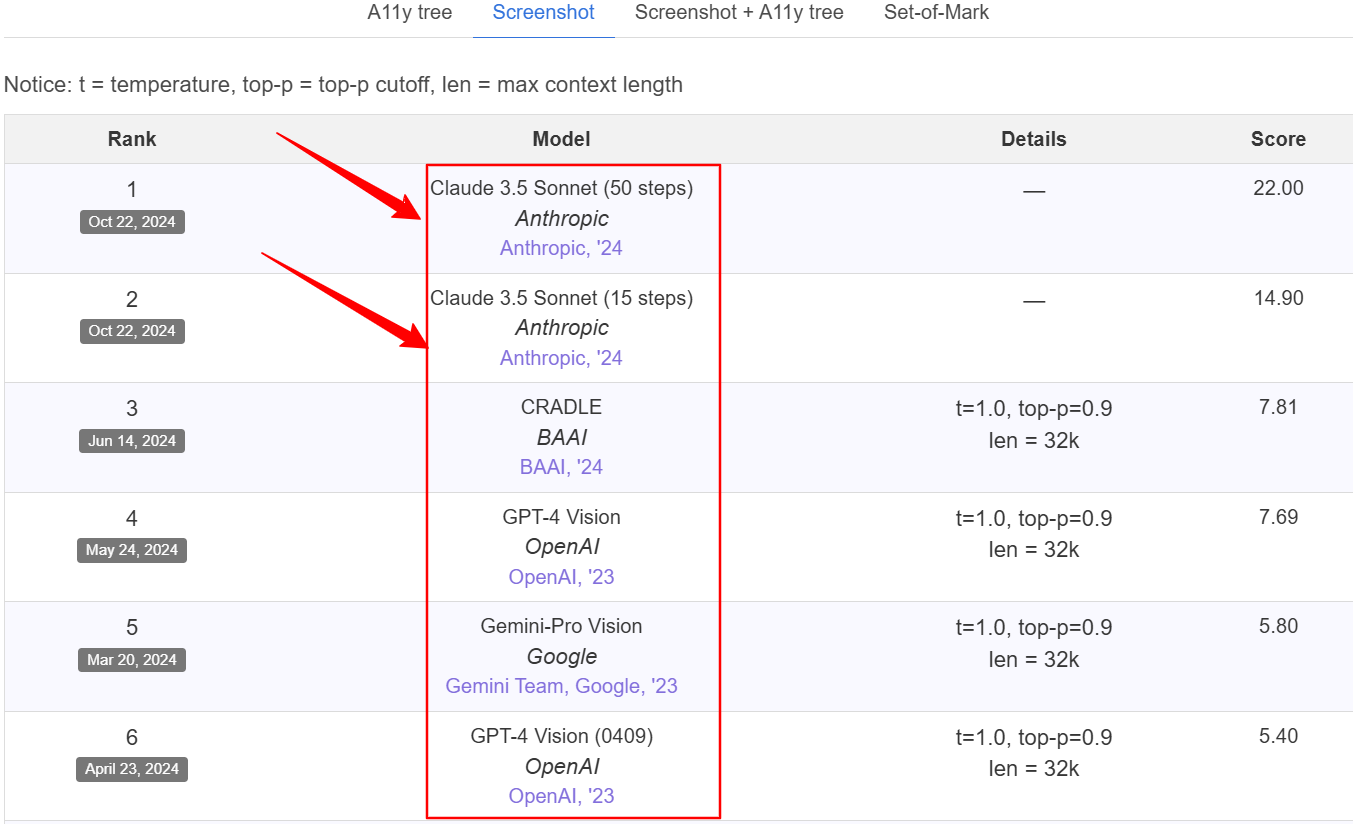 A11y tree Screenshot Screenshot + A11y tree Set-of-Mark
Notice: t = temperature, top-p = top-p cutoff, len = max context length
Rank Model Details Score
1 Claude 3.5 Sonnet (50 steps) — 22.00
Oct 22, 2024 Anthropic
Anthropic, '24
2 Claude 3.5 Sonnet (15 steps) — 14.90
Oct 22, 2024 Anthropic
Anthropic, '24
3 CRADLE t=1.0, top-p=0.9 7.81
Jun 14, 2024 BAAI len = 32k
BAAI, '24
4 GPT-4 Vision t=1.0, top-p=0.9 7.69
May 24, 2024 OpenAI len = 32k
OpenAI, '23
5 Gemini-Pro Vision t=1.0, top-p=0.9 5.80
Mar 20, 2024 Google len = 32k
Gemini Team, Google, '23
6 GPT-4 Vision (0409) t=1.0, top-p=0.9 5.40
April 23, 2024 OpenAI len = 32k
OpenAI, '23